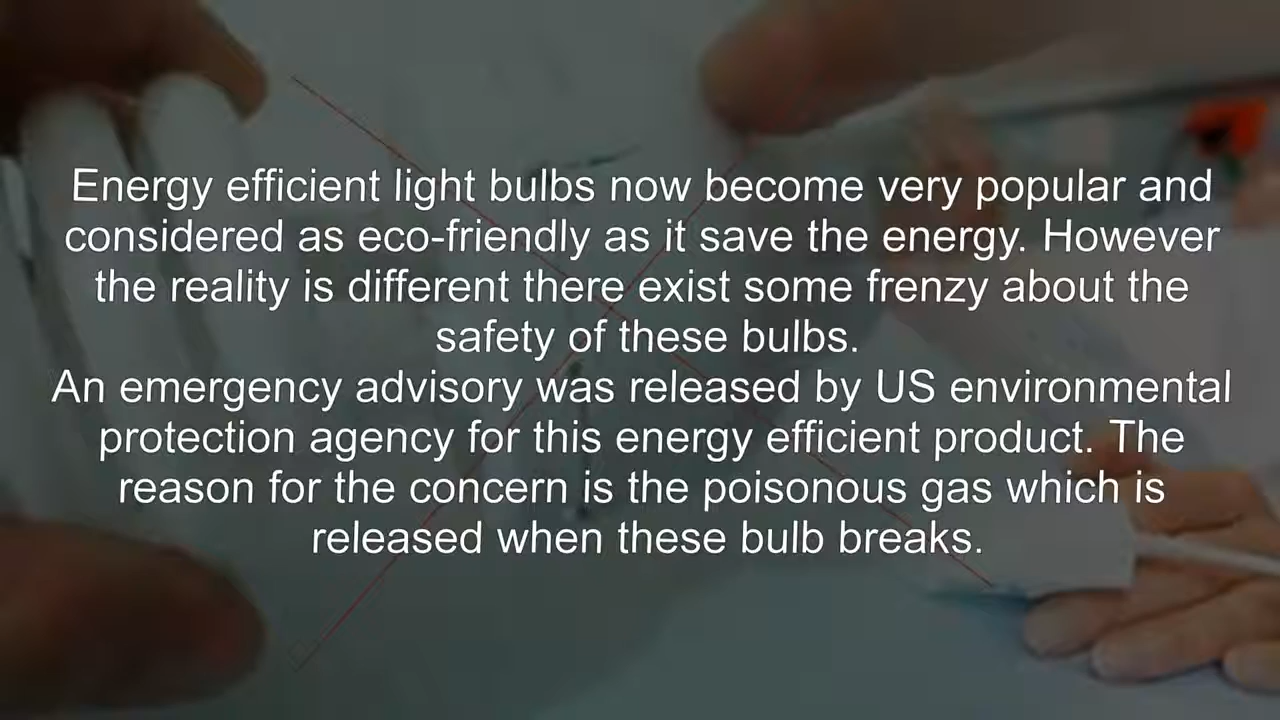 Energy efficient light bulbs now become very popular and
considered as eco-friendly as it save the energy. However
the reality is different there exist some frenzy about the
safety of these bulbs.
An emergency advisory was released by US environmental
protection agency for this energy efficient product. The
reason for the concern is the poisonous gas which is
released when these bulb breaks.